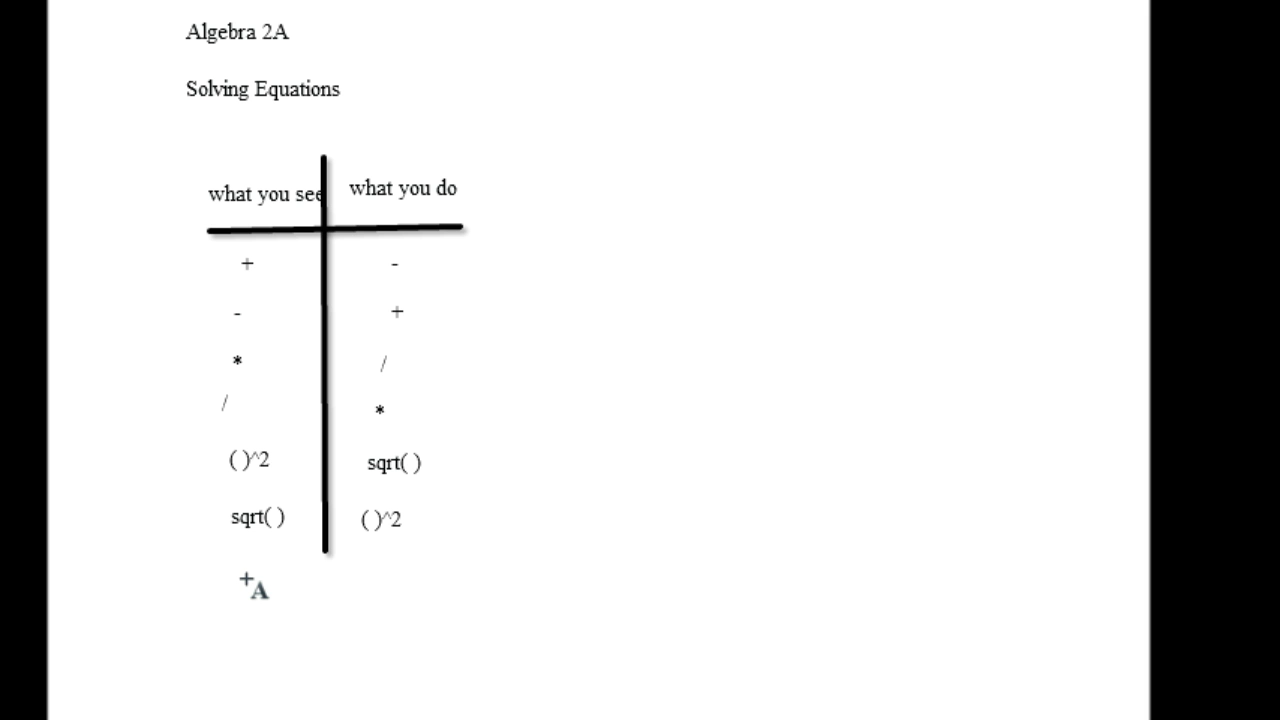 Algebra 2A
Solving Equations
what you see what you do
+ -
- +
* /
/ *
( )^2 sqrt( )
sqrt( ) ( )^2
+A